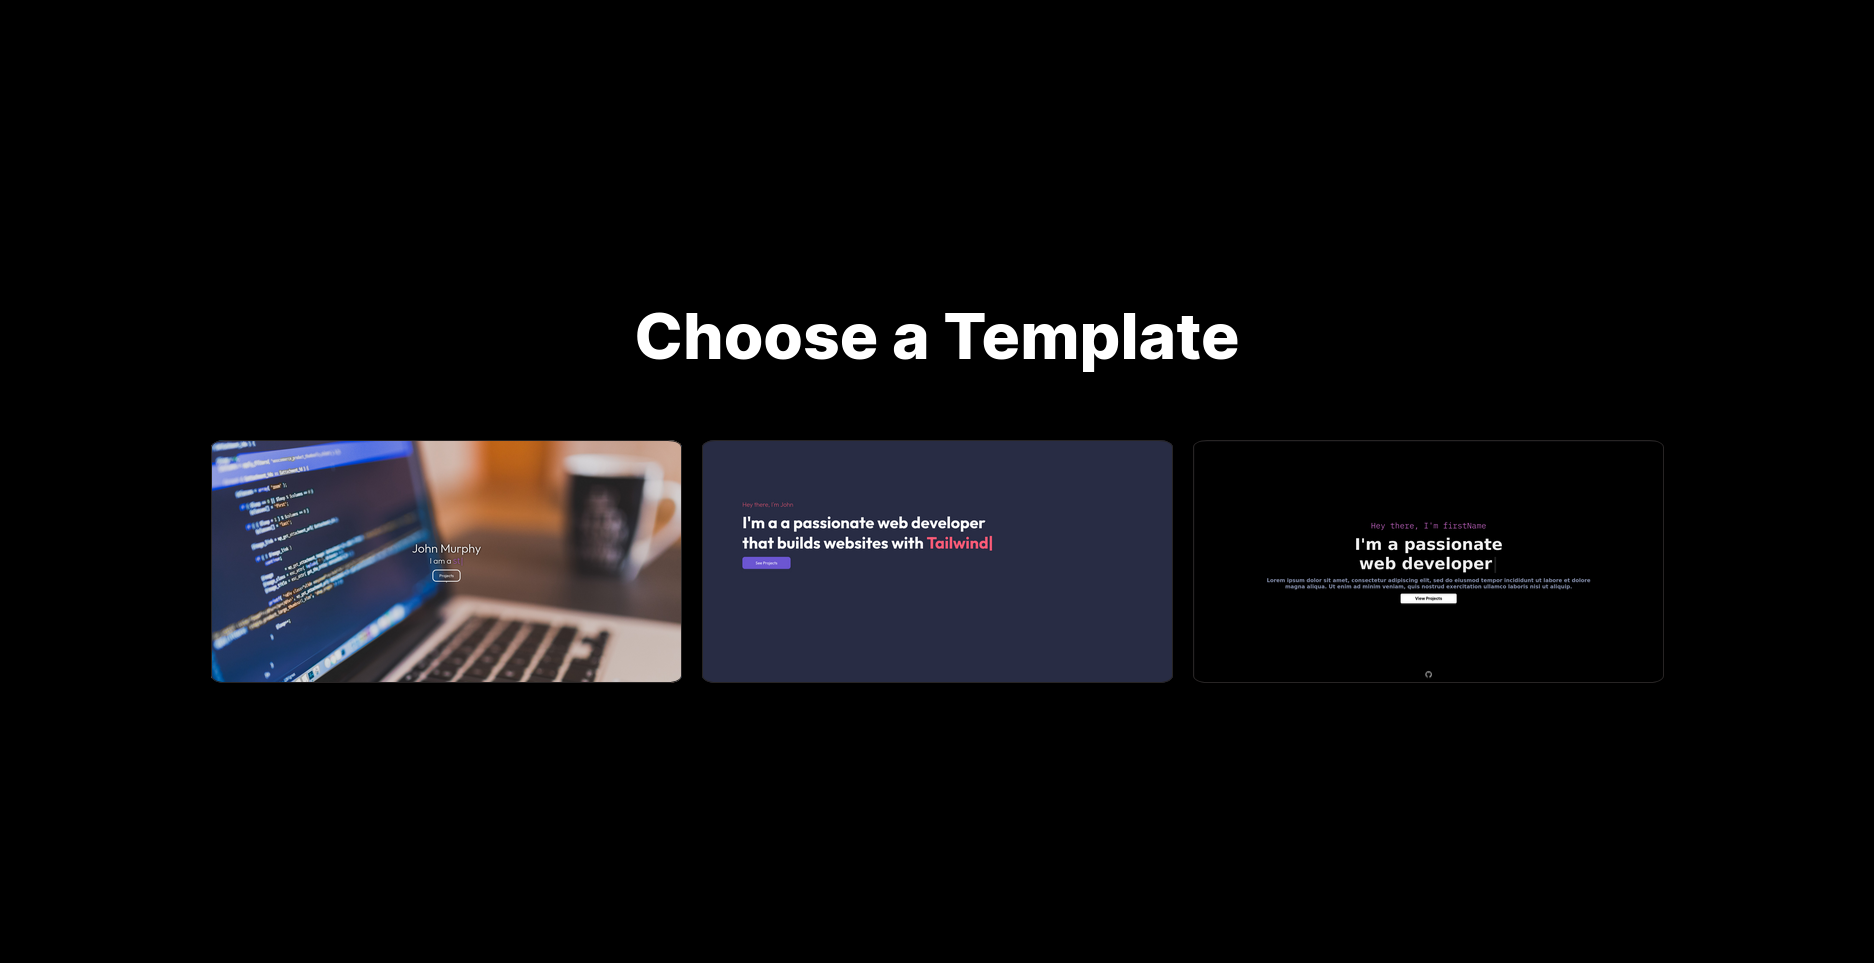 Choose a Template
John Murphy
I am a
Projects
Hey there, I'm John
I'm a a passionate web developer
that builds websites with Tailwind|
See Projects
Hey there, I'm firstName
I'm a passionate
web developer
Lorem ipsum dolor sit amet, consectetur adipiscing elit, sed do eiusmod tempor incididunt ut labore et dolore
magna aliqua. Ut enim ad minim veniam, quis nostrud exercitation ullamco laboris nisi ut aliquip.
View Projects